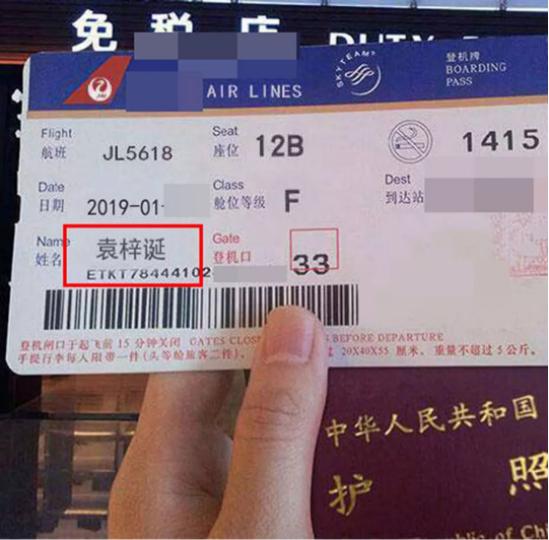 免税店
DUTY
AIR LINES
SKYTEAM
登机牌
BOARDING
PASS
Flight
航班
JL5618
Seat
座位
12B
1415
Date
日期
2019-01-
Class
舱位等级
F
Dest
到达站
Name
姓名
袁梓诞
ETKT78444102
Gate
登机口
33
登机闸口于起飞前15分钟关闭 GATES CLOSE
BEFORE DEPARTURE
手提行李每人限带一件(头等舱旅客二件)。
20X40X55 厘米，重量不超过5公斤。
中华人民共和国
护照
Republic of Chi